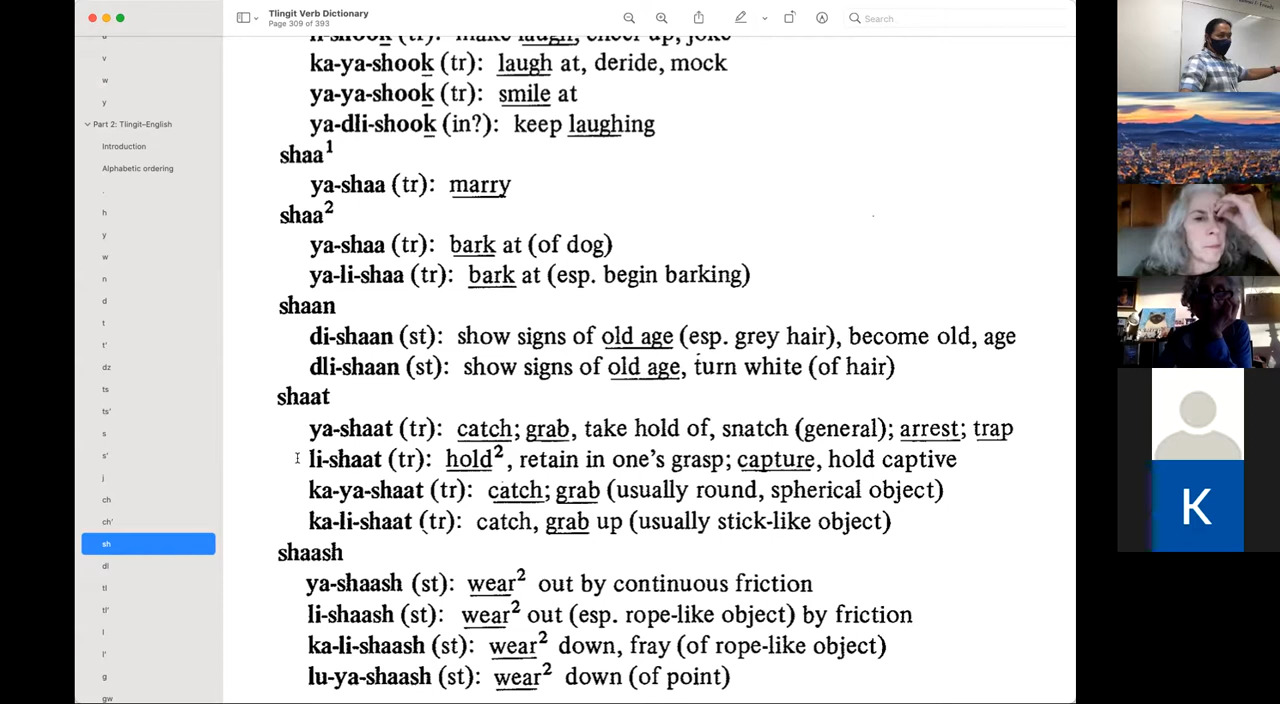 Tlingit Verb Dictionary
Page 309 of 393
Search
v
w
y
Part 2: Tlingit–English
Introduction
Alphabetic ordering
.
h
y
w
n
d
t
t'
dz
ts
ts'
s
s'
j
ch
ch'
sh
dl
tl
tl'
l
l'
g
gw
li-shook (tr): make laugh, cheer up, joke
ka-ya-shook (tr): laugh at, deride, mock
ya-ya-shook (tr): smile at
ya-dli-shook (in?): keep laughing
shaa1
ya-shaa (tr): marry
shaa2
ya-shaa (tr): bark at (of dog)
ya-li-shaa (tr): bark at (esp. begin barking)
shaan
di-shaan (st): show signs of old age (esp. grey hair), become old, age
dli-shaan (st): show signs of old age, turn white (of hair)
shaat
ya-shaat (tr): catch; grab, take hold of, snatch (general); arrest; trap
li-shaat (tr): hold2, retain in one's grasp; capture, hold captive
ka-ya-shaat (tr): catch; grab (usually round, spherical object)
ka-li-shaat (tr): catch, grab up (usually stick-like object)
shaash
ya-shaash (st): wear2 out by continuous friction
li-shaash (st): wear2 out (esp. rope-like object) by friction
ka-li-shaash (st): wear2 down, fray (of rope-like object)
lu-ya-shaash (st): wear2 down (of point)
K